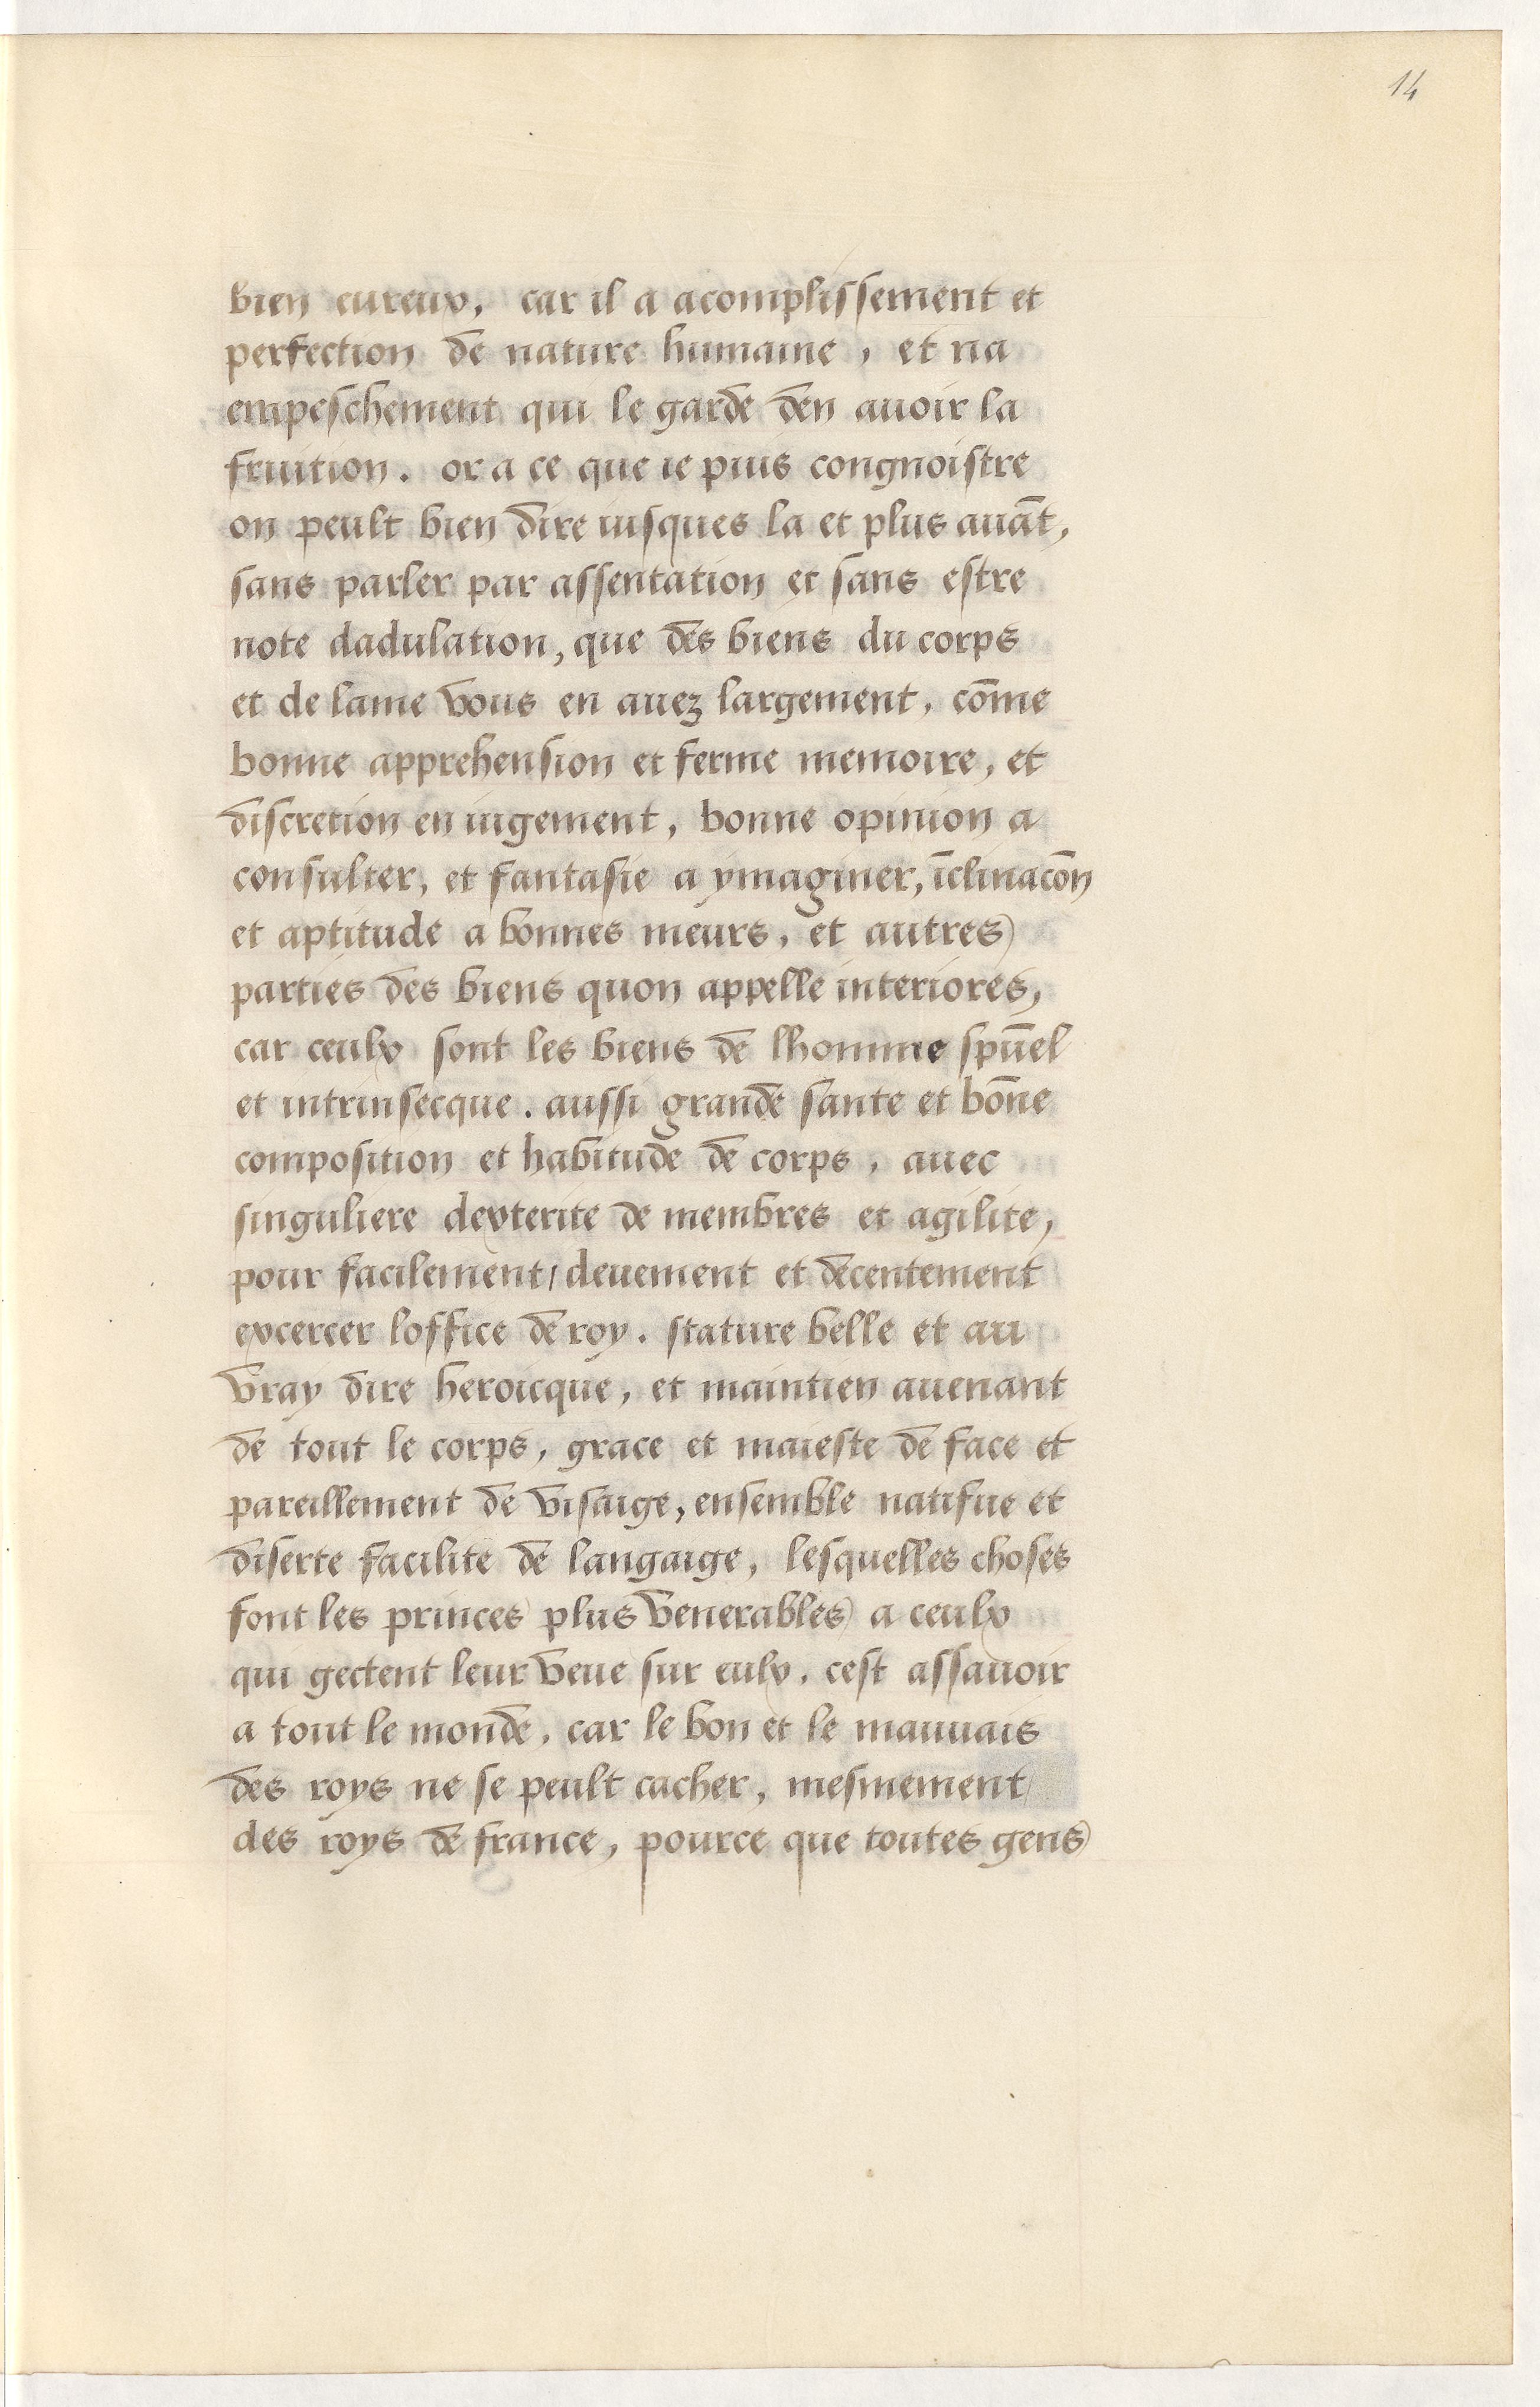 14
bien eureux, car il a acomplissement et
perfection de nature humaine, et na
empeschement qui le garde den auoir la
fruition. or a ce que ie puis congnoistre
on peult bien dire iusques la et plus auāt,
sans parler par assentation et sans estre
note dadulation, que des biens du corps
et de lame vous en auez largement, cōme
bonne apprehension et ferme memoire, et
discretion en iugement, bonne opinion a
consulter, et fantasie a ymaginer, īclinacōn
et aptitude a bonnes meurs, et autres
parties des biens quon appelle interiores,
car ceulx sont les biens de lhomme spūel
et intrinsecque. aussi grande sante et bōne
composition et habitude de corps, auec
singuliere dexterite de membres et agilite,
pour facilement/ deuement et decentement
excercer loffice de roy. stature belle et au
vray dire heroicque, et maintien auenant
de tout le corps, grace et maieste de face et
pareillement de visaige, ensemble natifue et
diserte facilite de langaige, lesquelles choses
font les princes plus venerables a ceulx
qui gectent leur veue sur eulx. cest assauoir
a tout le monde, car le bon et le mauuais
des roys ne se peult cacher, mesmement
des roys de france, pource que toutes gens